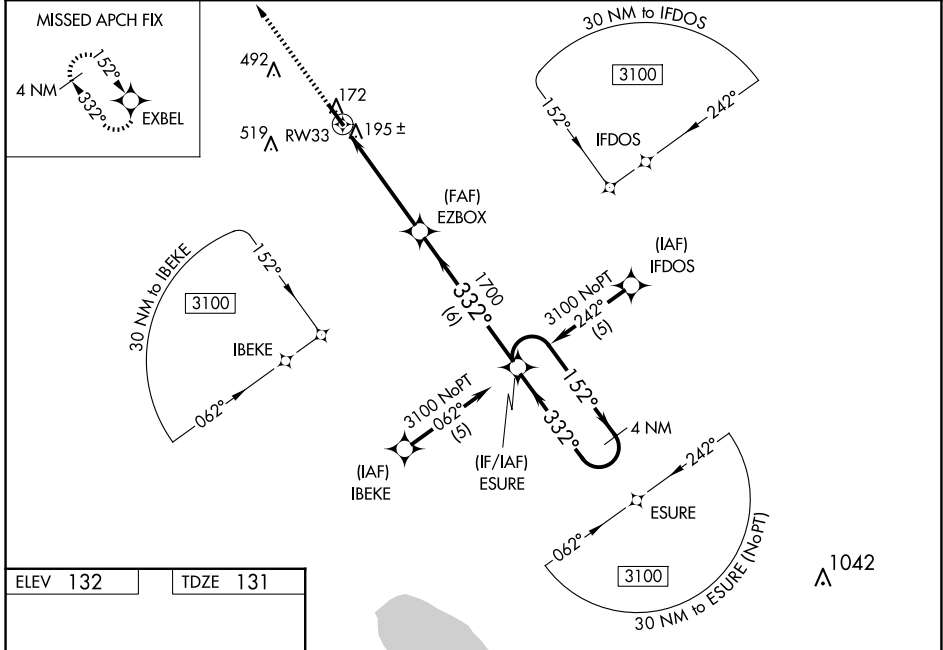 MISSED APCH FIX
152°
4 NM
332°
EXBEL
492
172
519
RW33
195 ±
30 NM to IFDOS
3100
152°
242°
IFDOS
(FAF)
EZBOX
(IAF)
IFDOS
3100 NoPT
242°
(5)
1700
332°
(6)
30 NM to IBEKE
152°
3100
IBEKE
062°
3100 NoPT
062°
(5)
(IAF)
IBEKE
(IF/IAF)
ESURE
152°
332°
4 NM
242°
ESURE
062°
3100
30 NM to ESURE (NoPT)
1042
ELEV 132
TDZE 131